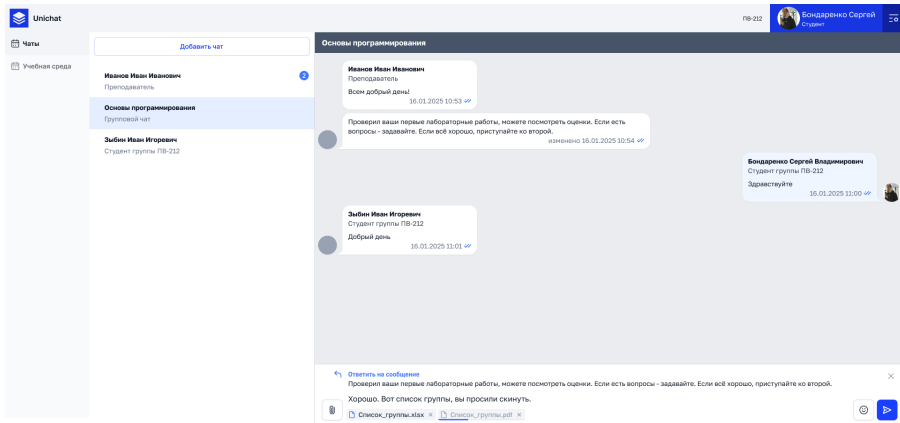 Unichat
ПВ-212
Бондаренко Сергей
Студент
Чаты
Учебная среда
Добавить чат
Иванов Иван Иванович
2
Преподаватель
Основы программирования
Групповой чат
Зыбин Иван Игоревич
Студент группы ПВ-212
Основы программирования
Иванов Иван Иванович
Преподаватель
Всем добрый день!
16.01.2025 10:53
Проверил ваши первые лабораторные работы, можете посмотреть оценки. Если есть
вопросы - задавайте. Если всё хорошо, приступайте ко второй.
изменено 16.01.2025 10:54
Бондаренко Сергей Владимирович
Студент группы ПВ-212
Здравствуйте
16.01.2025 11:00
Зыбин Иван Игоревич
Студент группы ПВ-212
Добрый день
16.01.2025 11:01
Ответить на сообщение
Проверил ваши первые лабораторные работы, можете посмотреть оценки. Если есть вопросы - задавайте. Если всё хорошо, приступайте ко второй.
Хорошо. Вот список группы, вы просили скинуть.
Список_группы.xlax
Список_группы.pdf